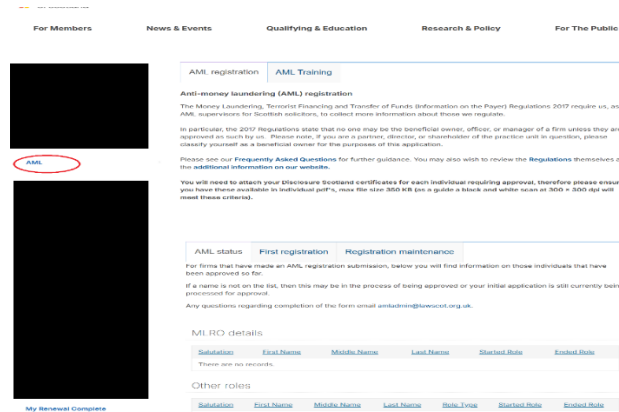 For Members News & Events Qualifying & Education Research & Policy For The Public
AML registration AML Training
Anti-money laundering (AML) registration
The Money Laundering, Terrorist Financing and Transfer of Funds (Information on the Payer) Regulations 2017 require us, as
AML supervisors for Scottish solicitors, to collect more information about those we regulate.
In particular, the 2017 Regulations state that no one may be the beneficial owner, officer, or manager of a firm unless they are
approved as such by us. Please note, if you are a partner, director, or shareholder of the practice unit in question, please
classify yourself as a beneficial owner for the purposes of this application.
AML
Please see our Frequently Asked Questions for further guidance. You may also wish to review the Regulations themselves a
the additional information on our website.
You will need to attach your Disclosure Scotland certificates for each individual requiring approval, therefore please ensur
you have these available in individual pdf's, max file size 350 KB (as a guide a black and white scan at 300 × 300 dpi will
meet these criteria).
AML status First registration Registration maintenance
For firms that have made an AML registration submission, below you will find information on those individuals that have
been approved so far.
If a name is not on the list, then this may be in the process of being approved or your initial application is still currently bein
processed for approval.
Any questions regarding completion of the form email amladmin@lawscot.org.uk.
MLRO details
Salutation First Name Middle Name Last Name Started Role Ended Role
There are no records.
Other roles
Salutation First Name Middle Name Last Name Role Type Started Role Ended Role
My Renewal Complete